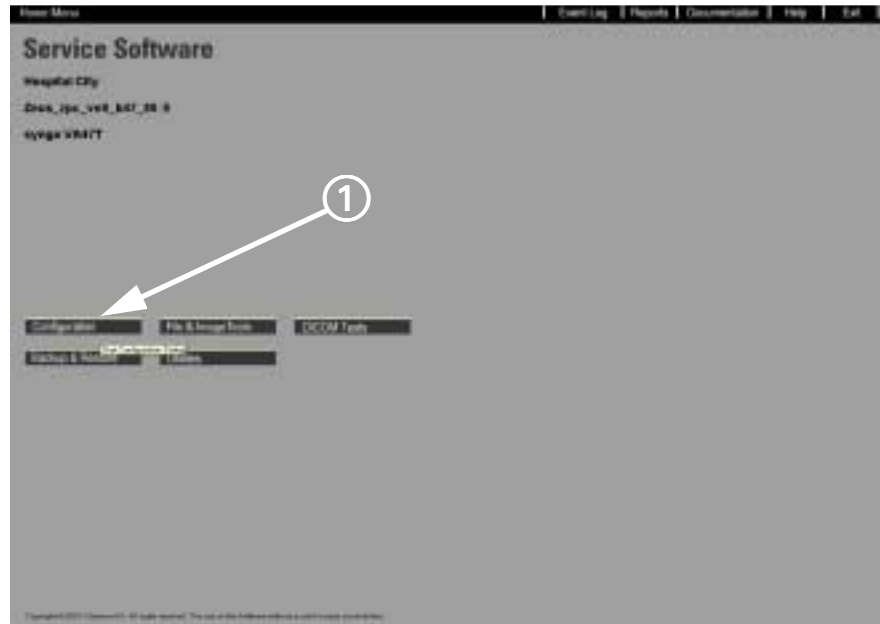 Home Menu
Event Log | Reports | Documentation | Help | Exit
Service Software
Hospital City
syngo VB47T
1
Configuration
File & Image Tools
DICOM Tools
Backup & Restore
Utilities